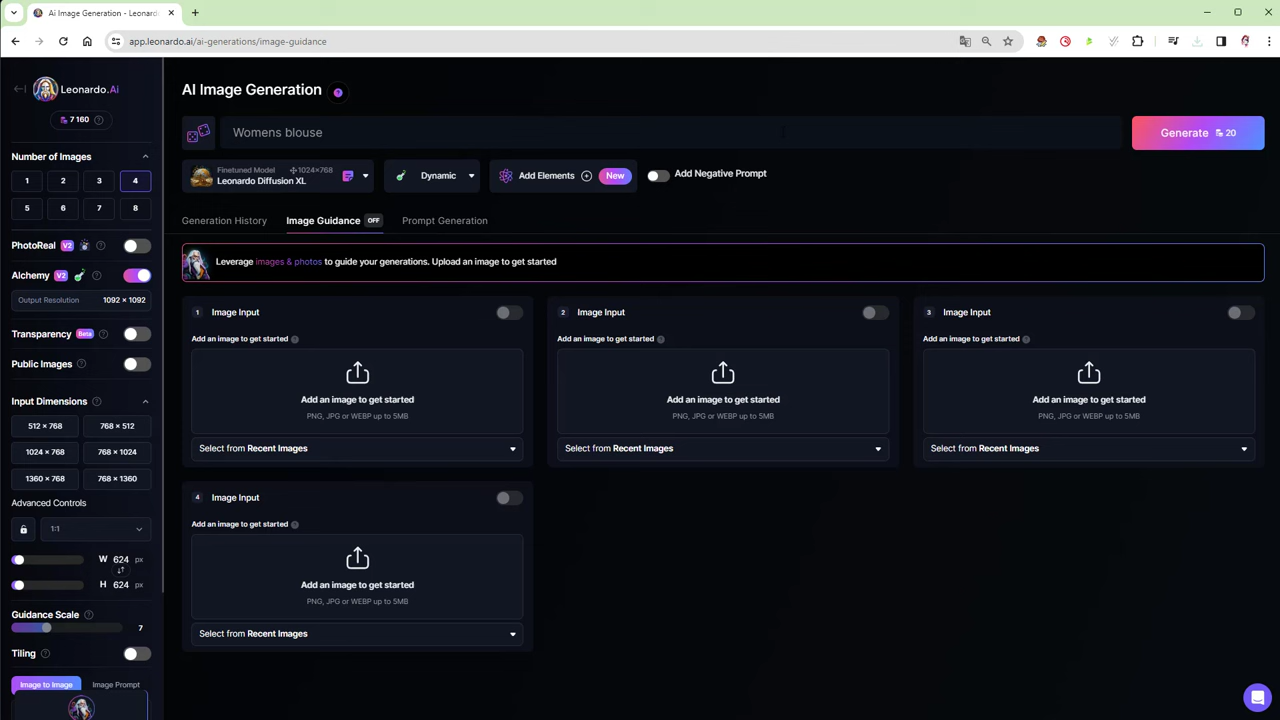 Ai Image Generation - Leonardo
app.leonardo.ai/ai-generations/image-guidance
Leonardo.Ai
7 160
Number of Images
1 2 3 4
5 6 7 8
PhotoReal V2
Alchemy V2
Output Resolution 1092 × 1092
Transparency Beta
Public Images
Input Dimensions
512 × 768 768 × 512
1024 × 768 768 × 1024
1360 × 768 768 × 1360
Advanced Controls
1:1
W 624 px
H 624 px
Guidance Scale
7
Tiling
Image to Image Image Prompt
AI Image Generation
Womens blouse
Generate 20
Finetuned Model 1024×768
Leonardo Diffusion XL
Dynamic
Add Elements New
Add Negative Prompt
Generation History Image Guidance OFF Prompt Generation
Leverage images & photos to guide your generations. Upload an image to get started
1 Image Input
Add an image to get started
Add an image to get started
PNG, JPG or WEBP up to 5MB
Select from Recent Images
2 Image Input
Add an image to get started
Add an image to get started
PNG, JPG or WEBP up to 5MB
Select from Recent Images
3 Image Input
Add an image to get started
Add an image to get started
PNG, JPG or WEBP up to 5MB
Select from Recent Images
4 Image Input
Add an image to get started
Add an image to get started
PNG, JPG or WEBP up to 5MB
Select from Recent Images